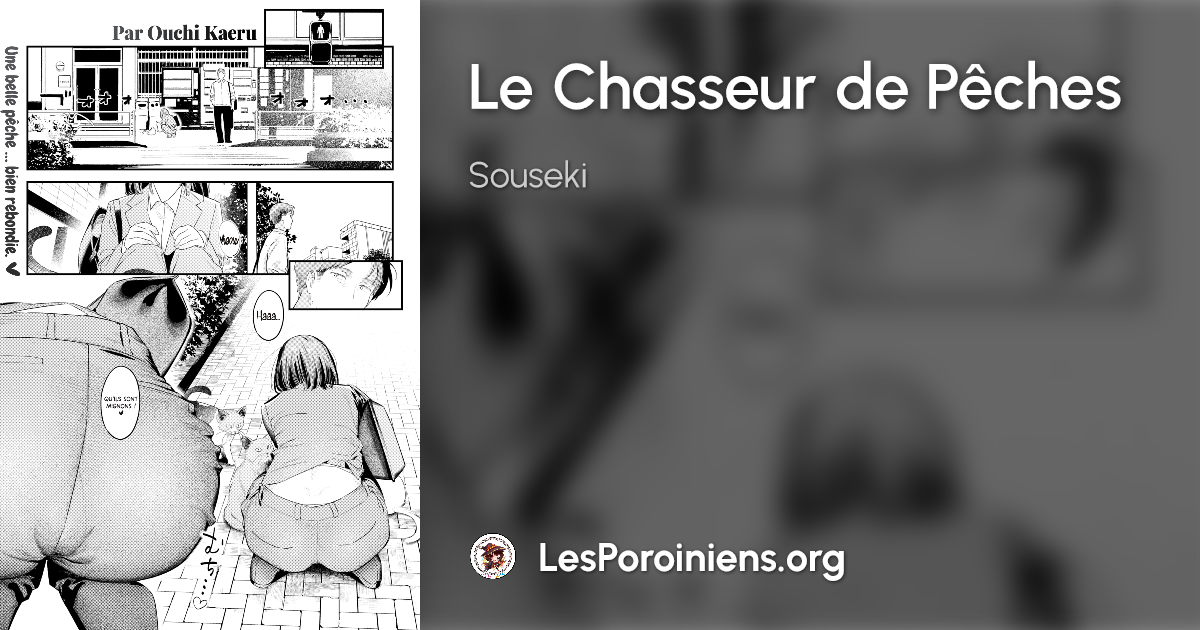 Par Ouchi Kaeru
Une belle pêche ... bien rebondie. ♥
Haaa..
QU'ILS SONT
MIGNONS !
♥
Le Chasseur de Pêches
Souseki
LesPoroiniens.org